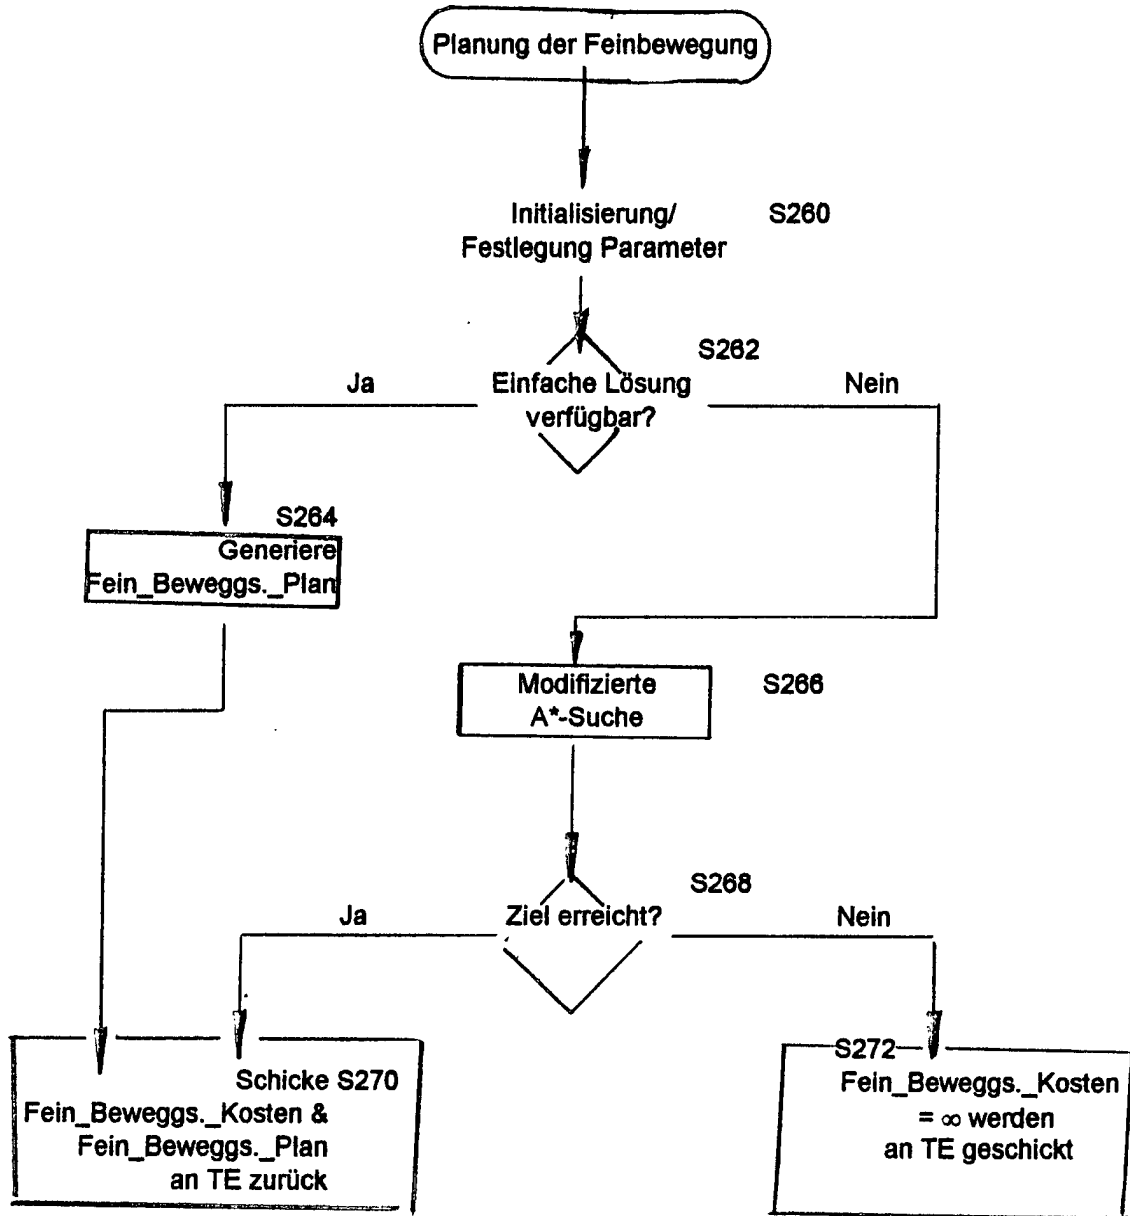 Planung der Feinbewegung
Initialisierung/
S260
Festlegung Parameter
S262
Ja
Einfache Lösung
Nein
verfügbar?
S264
Generiere
Fein_Beweggs._Plan
Modifizierte
S266
A*-Suche
S268
Ja
Ziel erreicht?
Nein
Schicke S270
Fein_Beweggs._Kosten &
Fein_Beweggs._Plan
an TE zurück
S272
Fein_Beweggs._Kosten
= ∞ werden
an TE geschickt